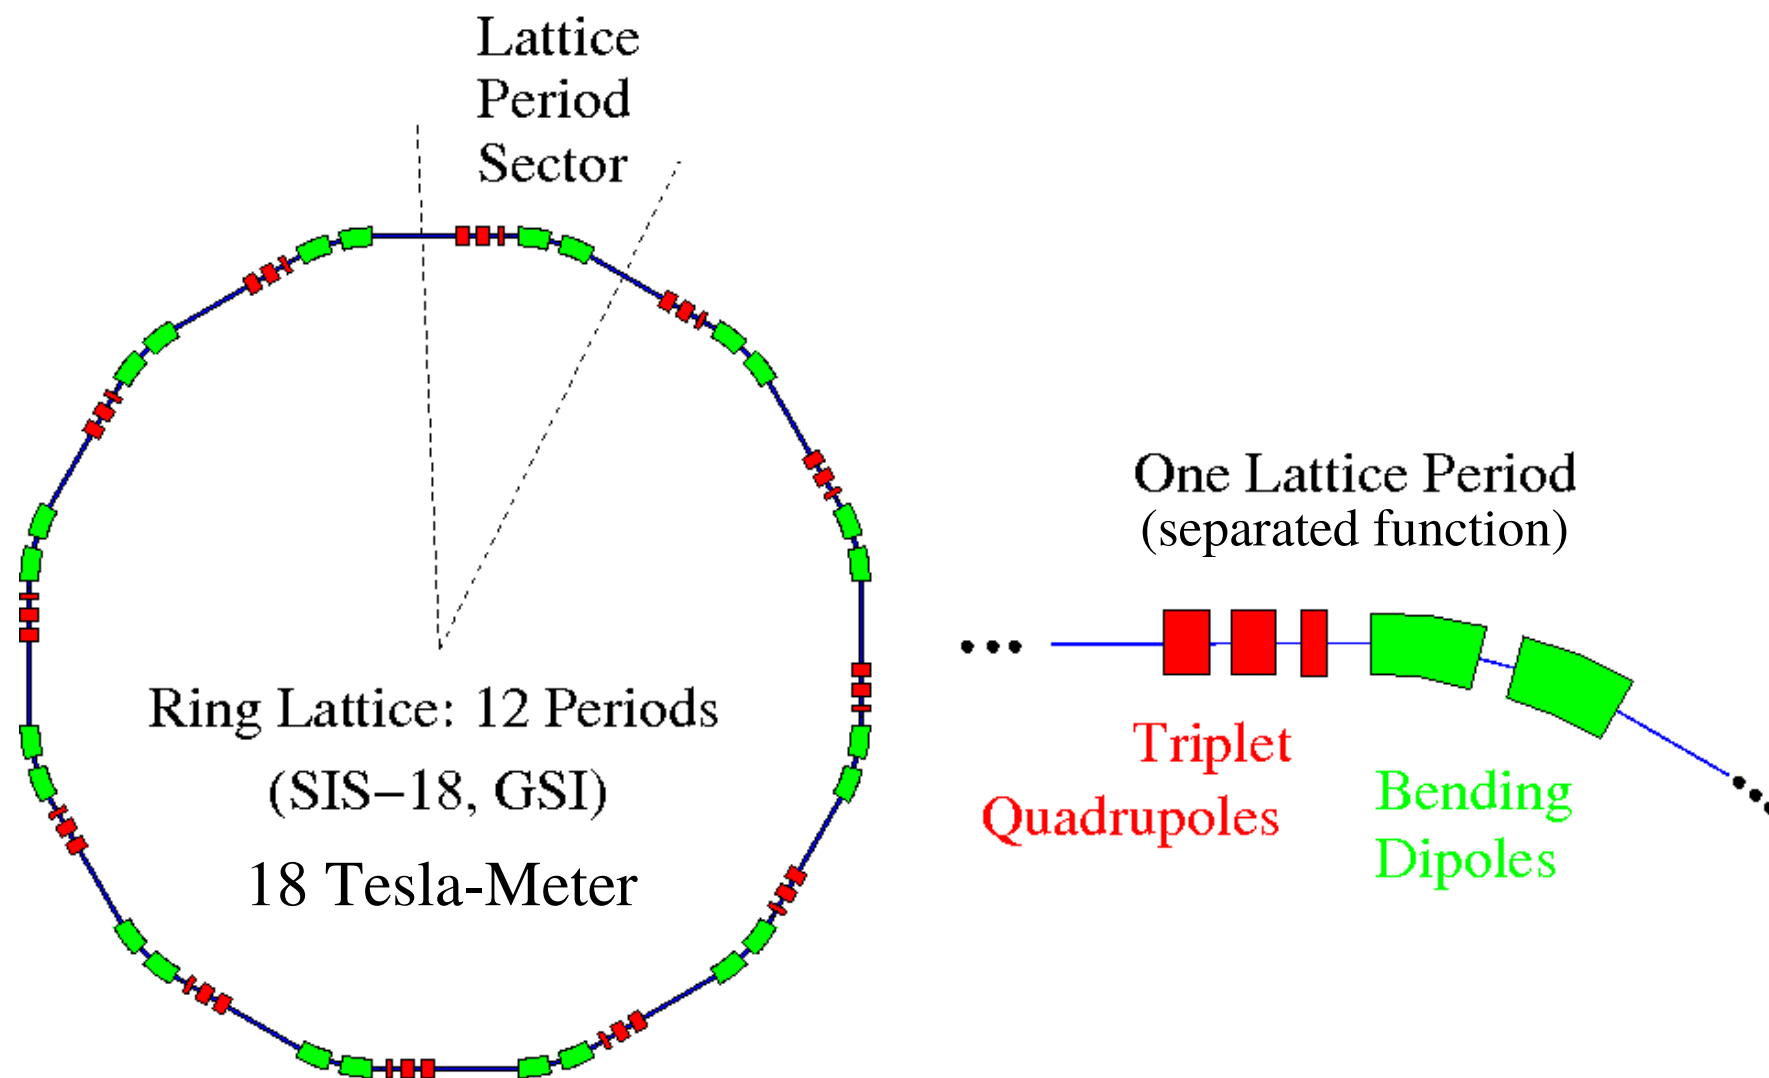 Lattice
Period
Sector
Ring Lattice: 12 Periods
(SIS−18, GSI)
18 Tesla-Meter
One Lattice Period
(separated function)
Triplet
Quadrupoles
Bending
Dipoles